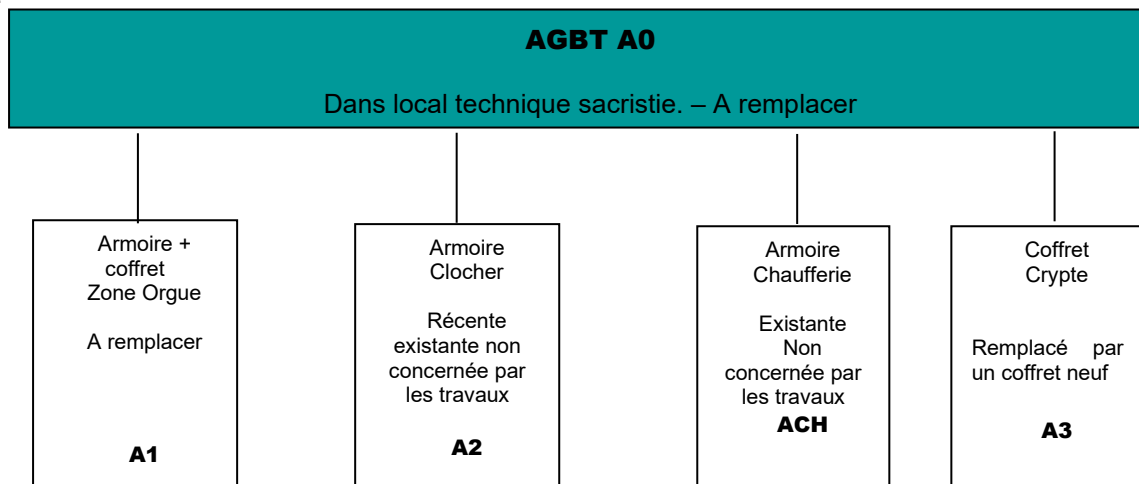 AGBT A0
Dans local technique sacristie. – A remplacer
Armoire +
coffret
Zone Orgue
A remplacer
A1
Armoire
Clocher
Récente
existante non
concernée par
les travaux
A2
Armoire
Chaufferie
Existante
Non
concernée par
les travaux
ACH
Coffret
Crypte
Remplacé par
un coffret neuf
A3